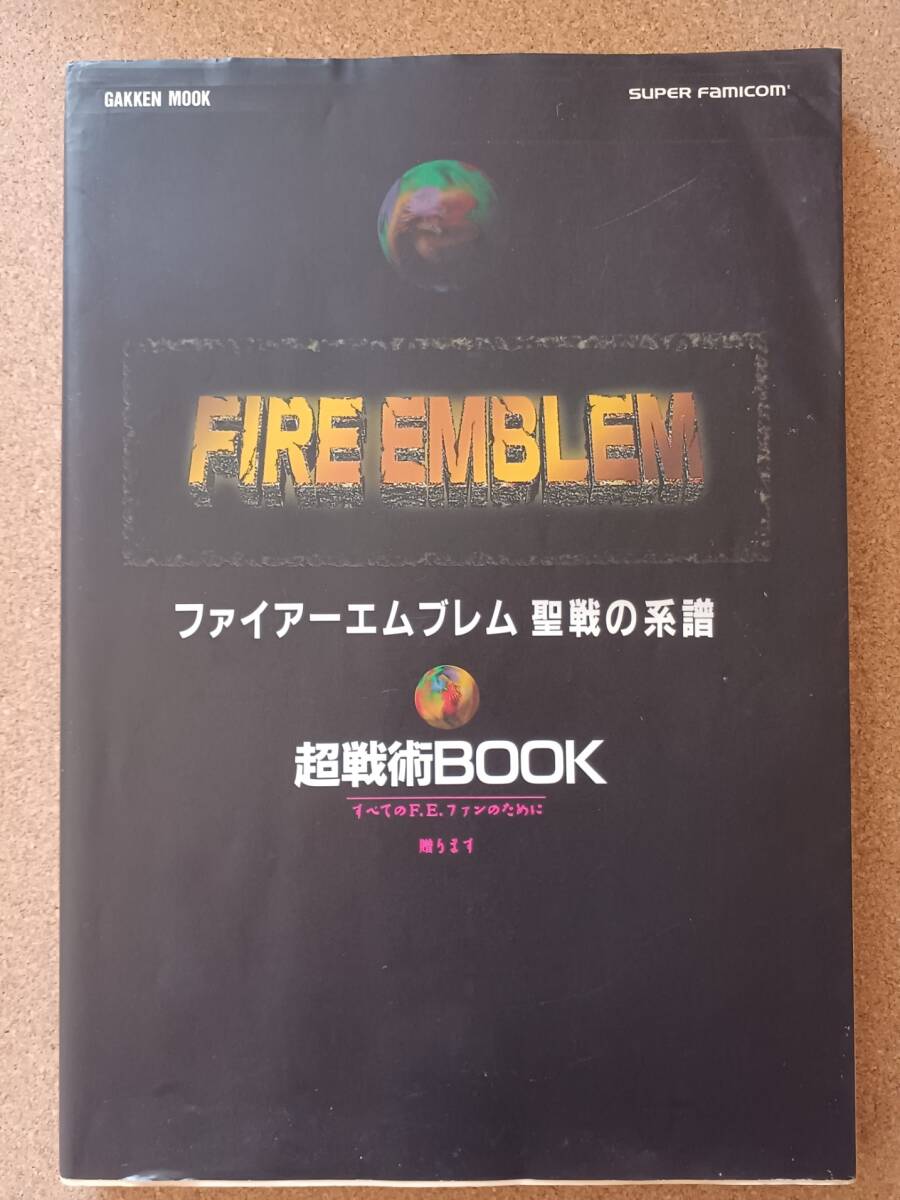 GAKKEN MOOK
SUPER FAMICOM
FIRE EMBLEM
ファイアーエムブレム 聖戦の系譜
超戦術BOOK
すべてのF.E.ファンのために
贈ります